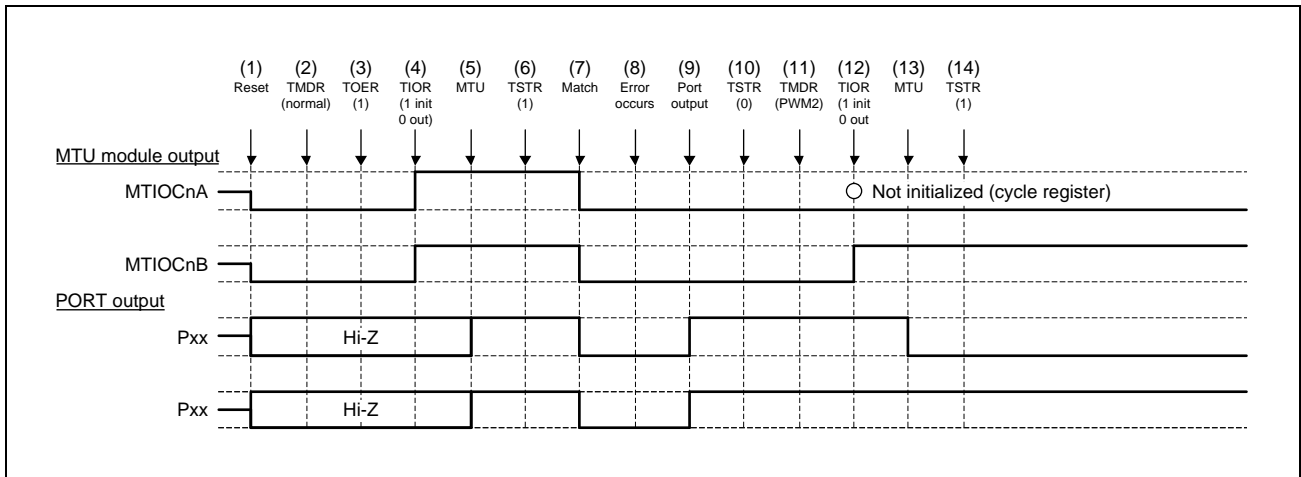 (1) (2) (3) (4) (5) (6) (7) (8) (9) (10) (11) (12) (13) (14)
Reset TMDR TOER TIOR MTU TSTR Match Error Port TSTR TMDR TIOR MTU TSTR
(normal) (1) (1 init (1) occurs output (0) (PWM2) (1 init (1)
0 out) 0 out
MTU module output
MTIOCnA
Not initialized (cycle register)
MTIOCnB
PORT output
Pxx
Hi-Z
Pxx
Hi-Z